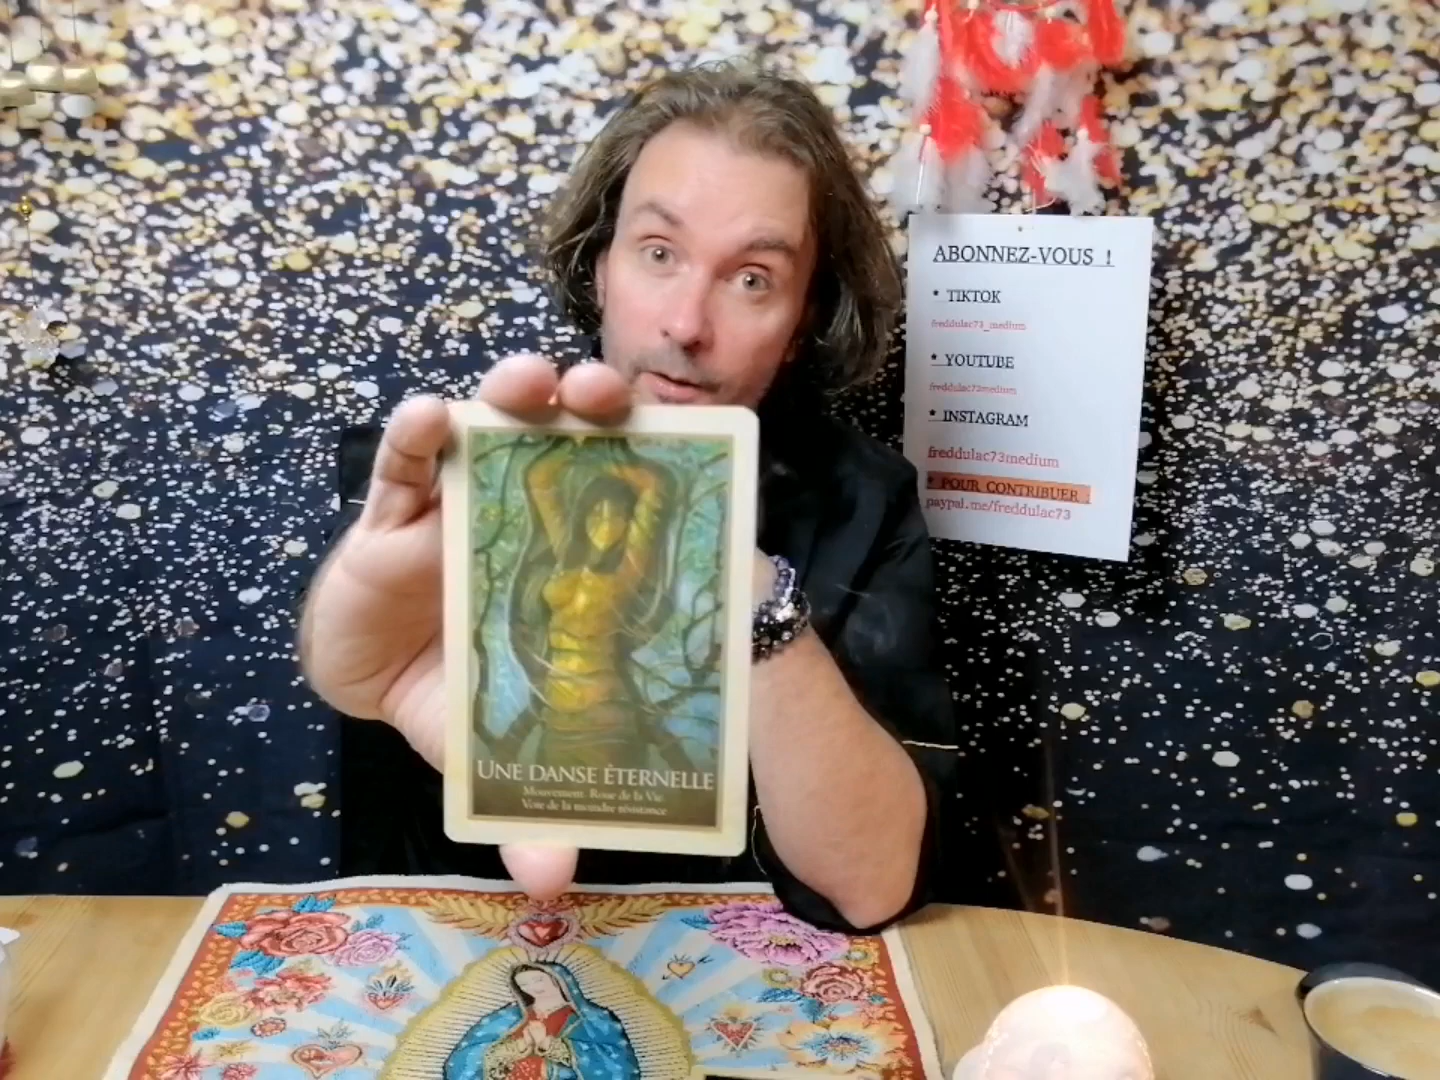 ABONNEZ-VOUS !
* TIKTOK
freddulac73_medium
* YOUTUBE
freddulac73medium
* INSTAGRAM
freddulac73medium
* POUR CONTRIBUER :
paypal.me/freddulac73
UNE DANSE ÉTERNELLE
Mouvement. Rose de la Vie.
Voie de la moindre résistance